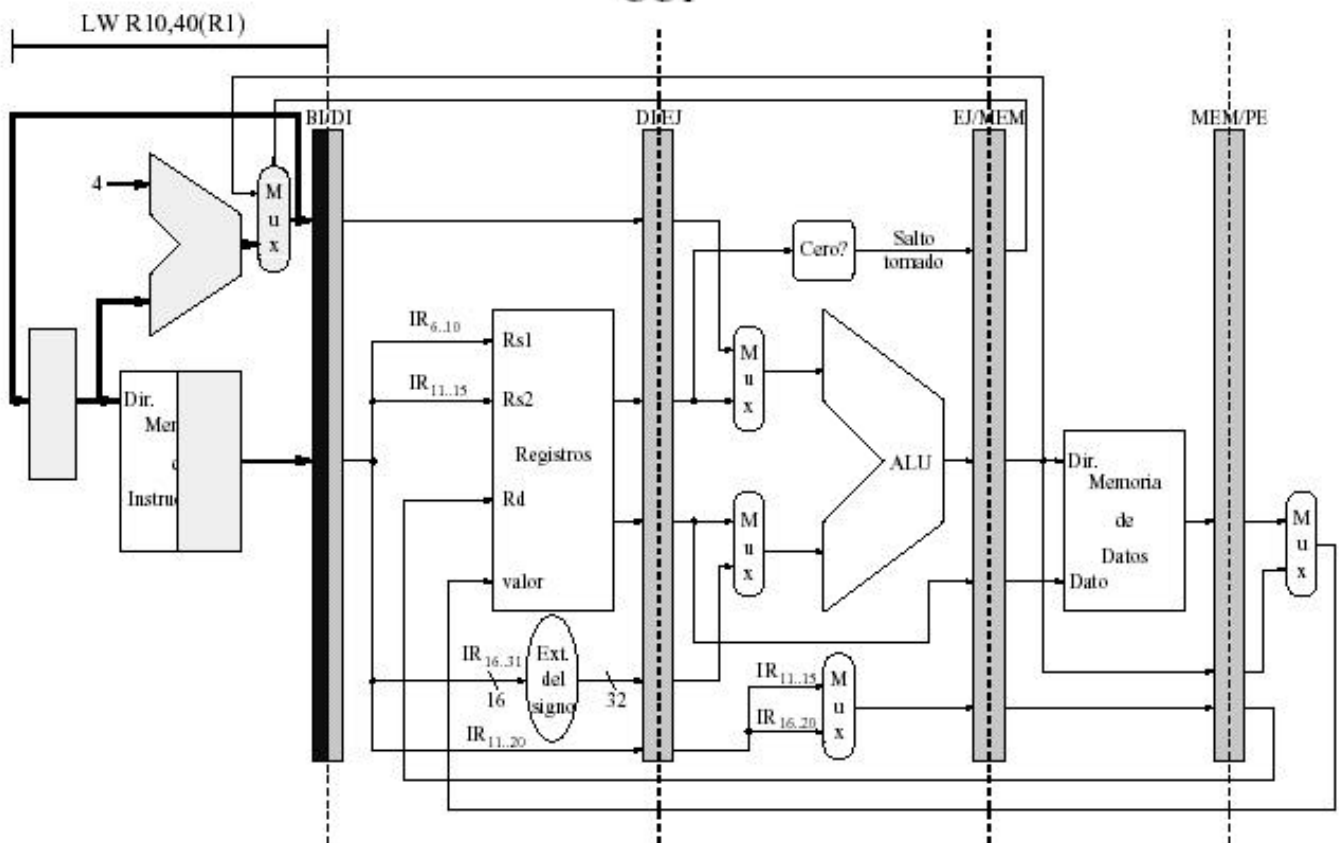 LW R10,40(R1)
BI/DI
DI/EJ
EJ/MEM
MEM/PE
4
M
u
x
Cero?
Salto
tomado
IR6..10
Rs1
IR11..15
Rs2
Registros
Rd
valor
M
u
x
ALU
M
u
x
Dir.
Dir.
Memoria
de
Datos
Dato
M
u
x
IR16..31
16
Ext.
del
signo
32
IR11..20
IR11..15
IR16..20
M
u
x